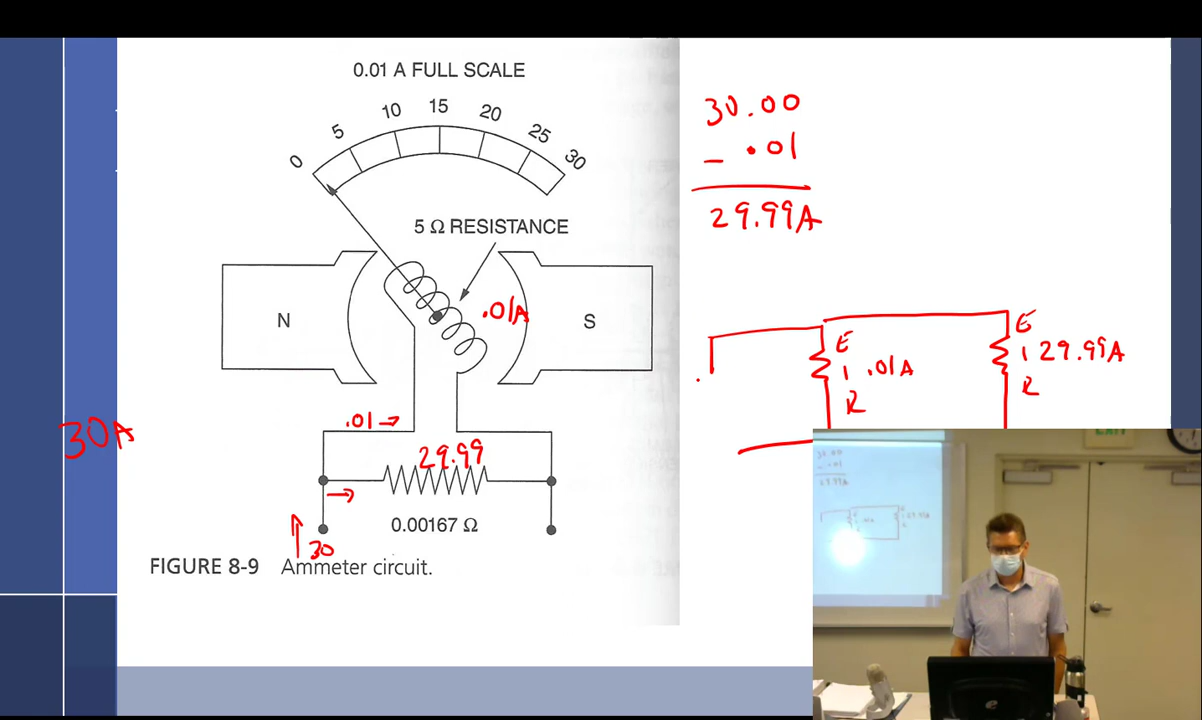 0.01 A FULL SCALE
0 5 10 15 20 25 30
5 Ω RESISTANCE
N
S
.01A
.01 →
30A
29.99
→
0.00167 Ω
↑ 30
FIGURE 8-9 Ammeter circuit.
30.00
- .01
29.99A
E
I .01A
R
E
I 29.99A
R
EXIT